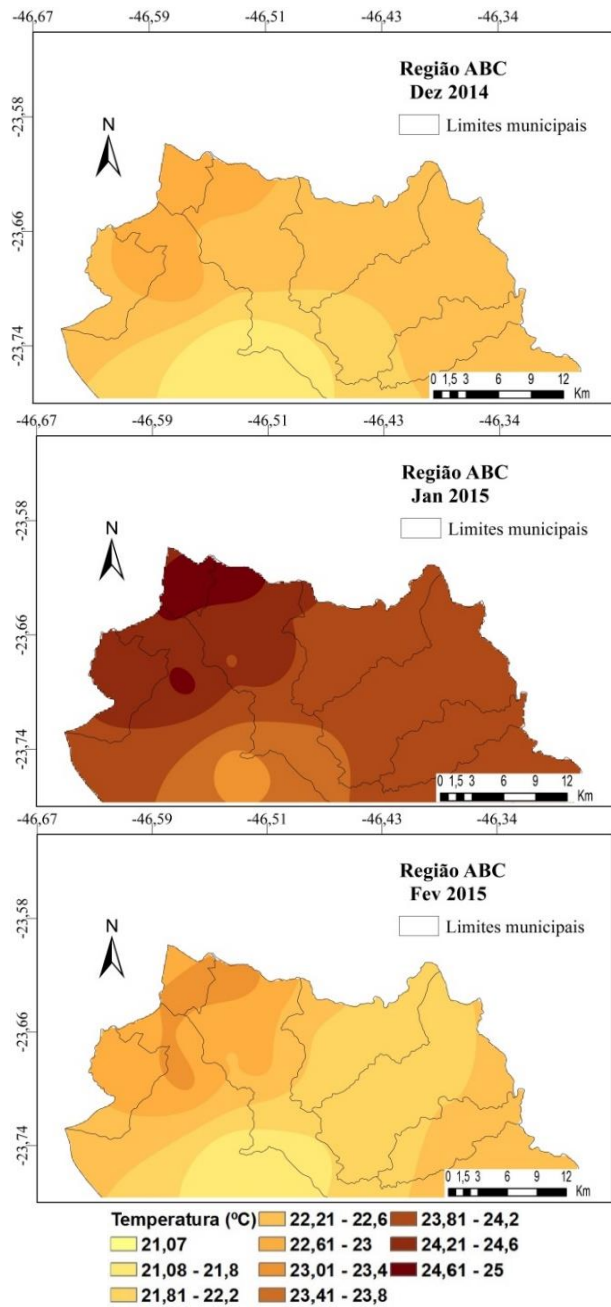 -46,67 -46,59 -46,51 -46,43 -46,34
Região ABC
Dez 2014
Limites municipais
N
-23,58
-23,66
-23,74
0 1,5 3 6 9 12
Km
-46,67 -46,59 -46,51 -46,43 -46,34
Região ABC
Jan 2015
Limites municipais
N
-23,58
-23,66
-23,74
0 1,5 3 6 9 12
Km
-46,67 -46,59 -46,51 -46,43 -46,34
Região ABC
Fev 2015
Limites municipais
N
-23,58
-23,66
-23,74
0 1,5 3 6 9 12
Km
Temperatura (ºC) 22,21 - 22,6 23,81 - 24,2
21,07 22,61 - 23 24,21 - 24,6
21,08 - 21,8 23,01 - 23,4 24,61 - 25
21,81 - 22,2 23,41 - 23,8